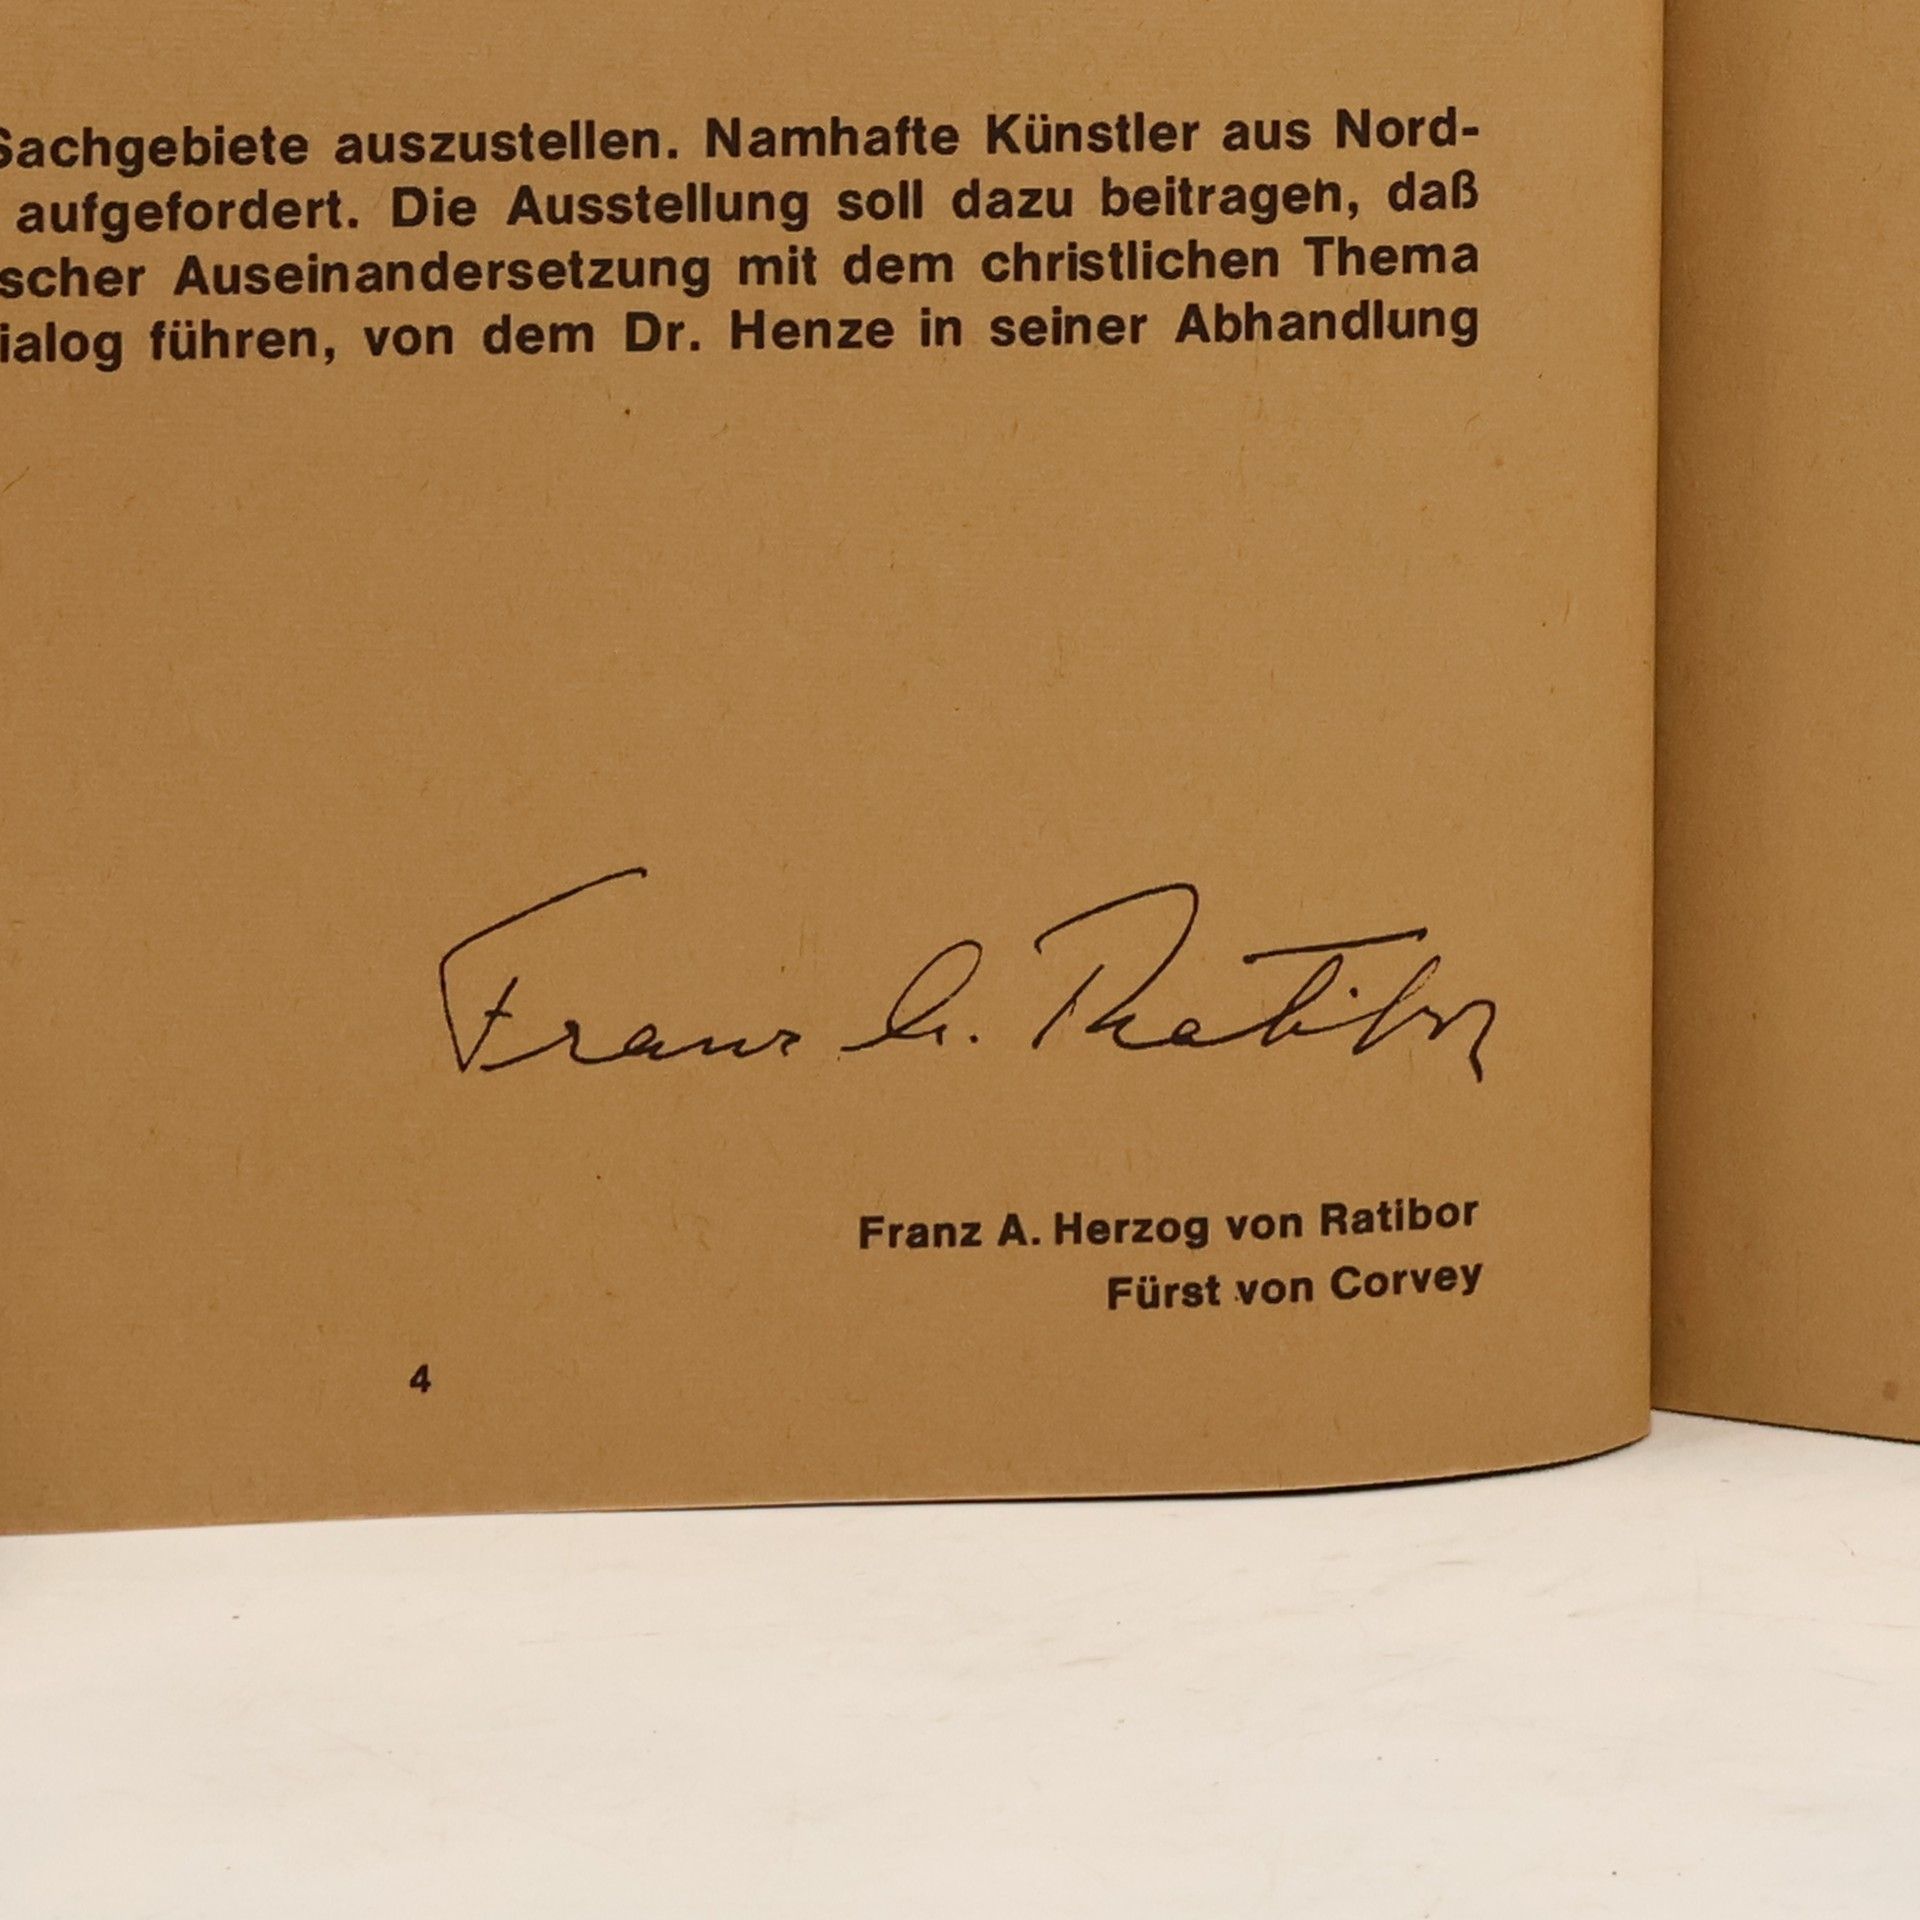 Sachgebiete auszustellen. Namhafte Künstler aus Nord-
aufgefordert. Die Ausstellung soll dazu beitragen, daß
scher Auseinandersetzung mit dem christlichen Thema
ialog führen, von dem Dr. Henze in seiner Abhandlung
Franz A. Ratibor
Franz A. Herzog von Ratibor
Fürst von Corvey
4